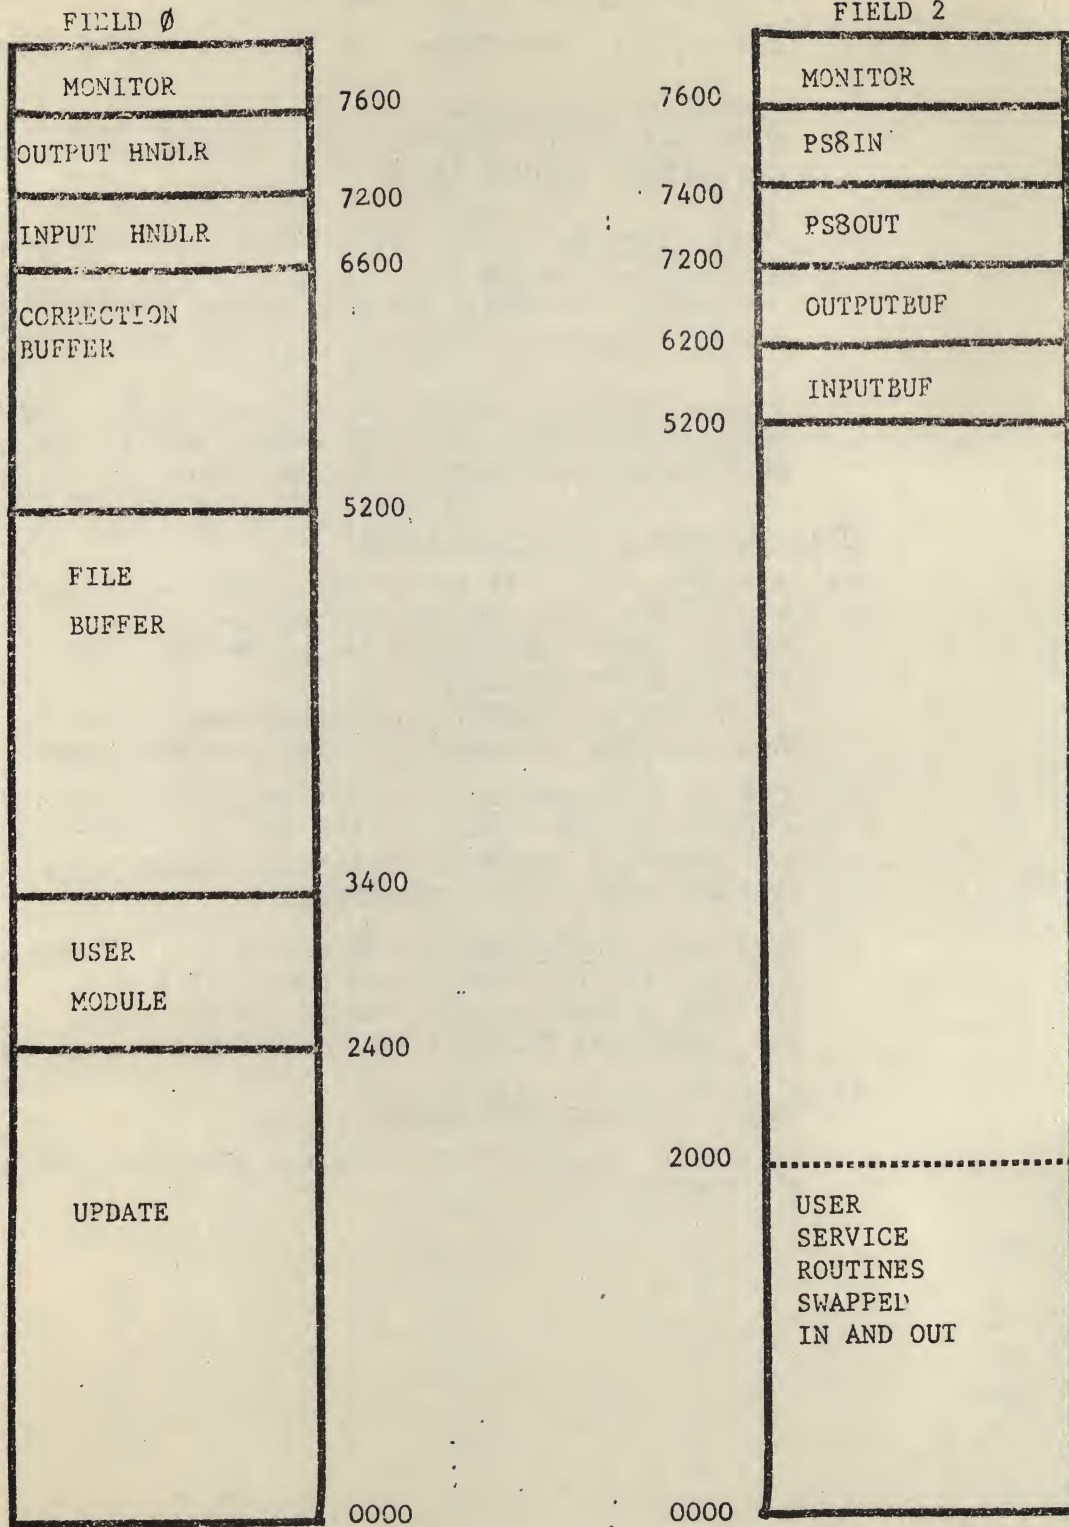 FIELD Ø
MONITOR
7600
OUTPUT HNDLR
7200
INPUT HNDLR
6600
CORRECTION
BUFFER
5200
FILE
BUFFER
3400
USER
MODULE
2400
UPDATE
0000
FIELD 2
MONITOR
7600
PS8IN
7400
PS8OUT
7200
OUTPUTBUF
6200
INPUTBUF
5200
2000
USER
SERVICE
ROUTINES
SWAPPED
IN AND OUT
0000